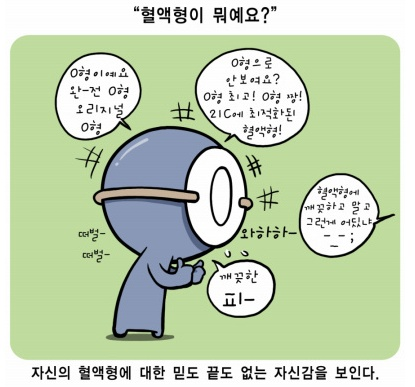 “혈액형이 뭐예요?”
O형이예요
완-전 O형
오리지널
O형
O형으로
안보여요?
O형 최고! O형 짱!
21C에 최적화된
혈액형!
O
혈액형에
깨끗하고 말고
그런게 어딨냐
-_-;
와하하-
떠벌-
떠벌-
깨끗한
피-
자신의 혈액형에 대한 믿도 끝도 없는 자신감을 보인다.